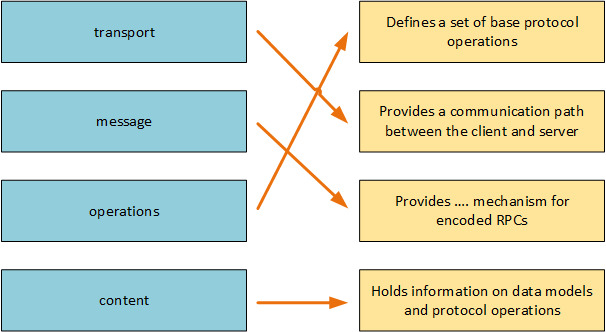 transport
Defines a set of base protocol
operations
message
Provides a communication path
between the client and server
operations
Provides .... mechanism for
encoded RPCs
content
Holds information on data models
and protocol operations